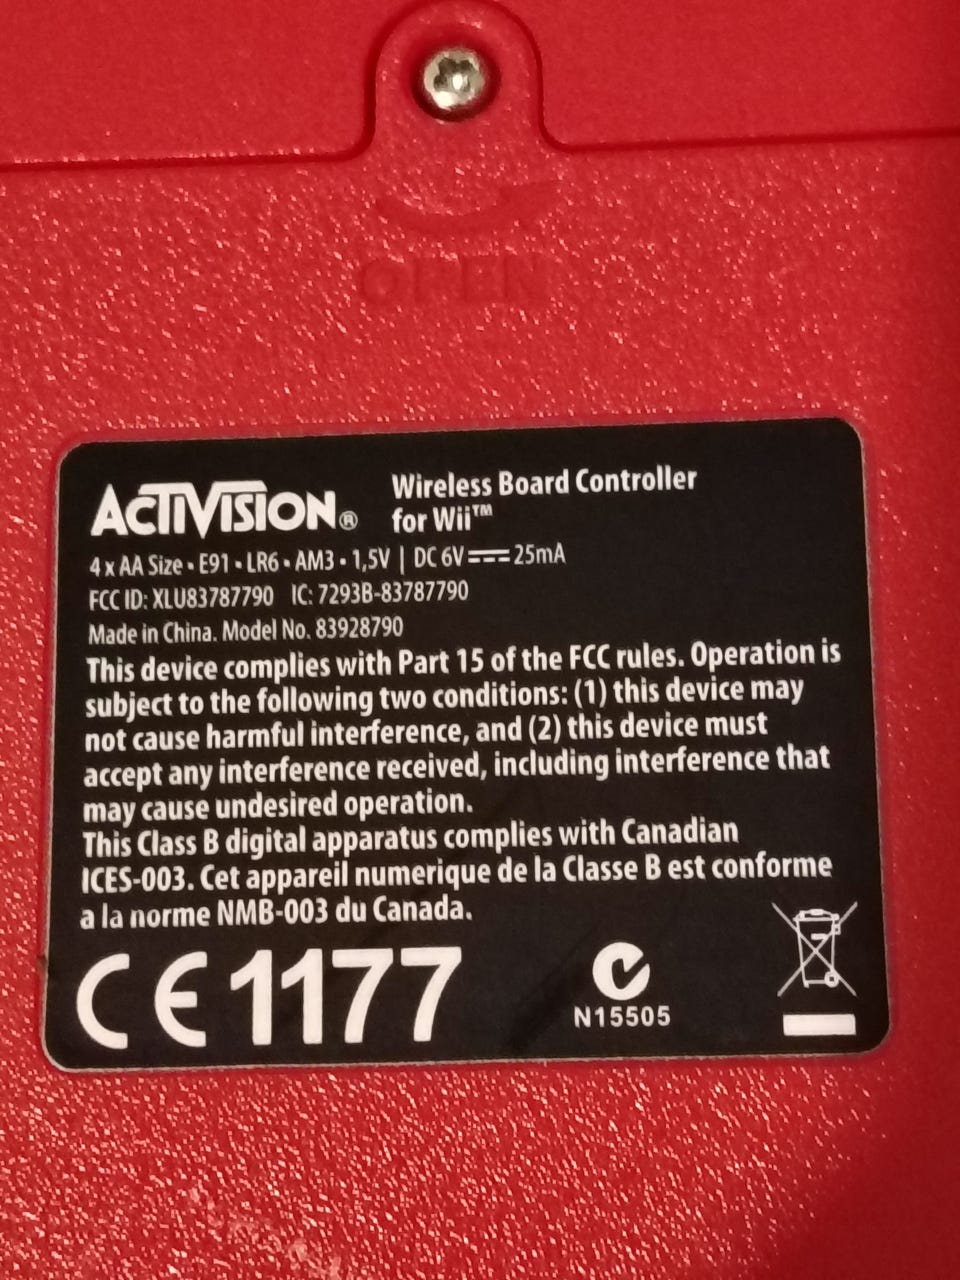 OPEN
ACTIVISION®
Wireless Board Controller
for Wii™
4 x AA Size • E91 • LR6 • AM3 • 1,5V | DC 6V ⎓ 25mA
FCC ID: XLU83787790 IC: 7293B-83787790
Made in China. Model No. 83928790
This device complies with Part 15 of the FCC rules. Operation is
subject to the following two conditions: (1) this device may
not cause harmful interference, and (2) this device must
accept any interference received, including interference that
may cause undesired operation.
This Class B digital apparatus complies with Canadian
ICES-003. Cet appareil numerique de la Classe B est conforme
a la norme NMB-003 du Canada.
CE 1177
N15505